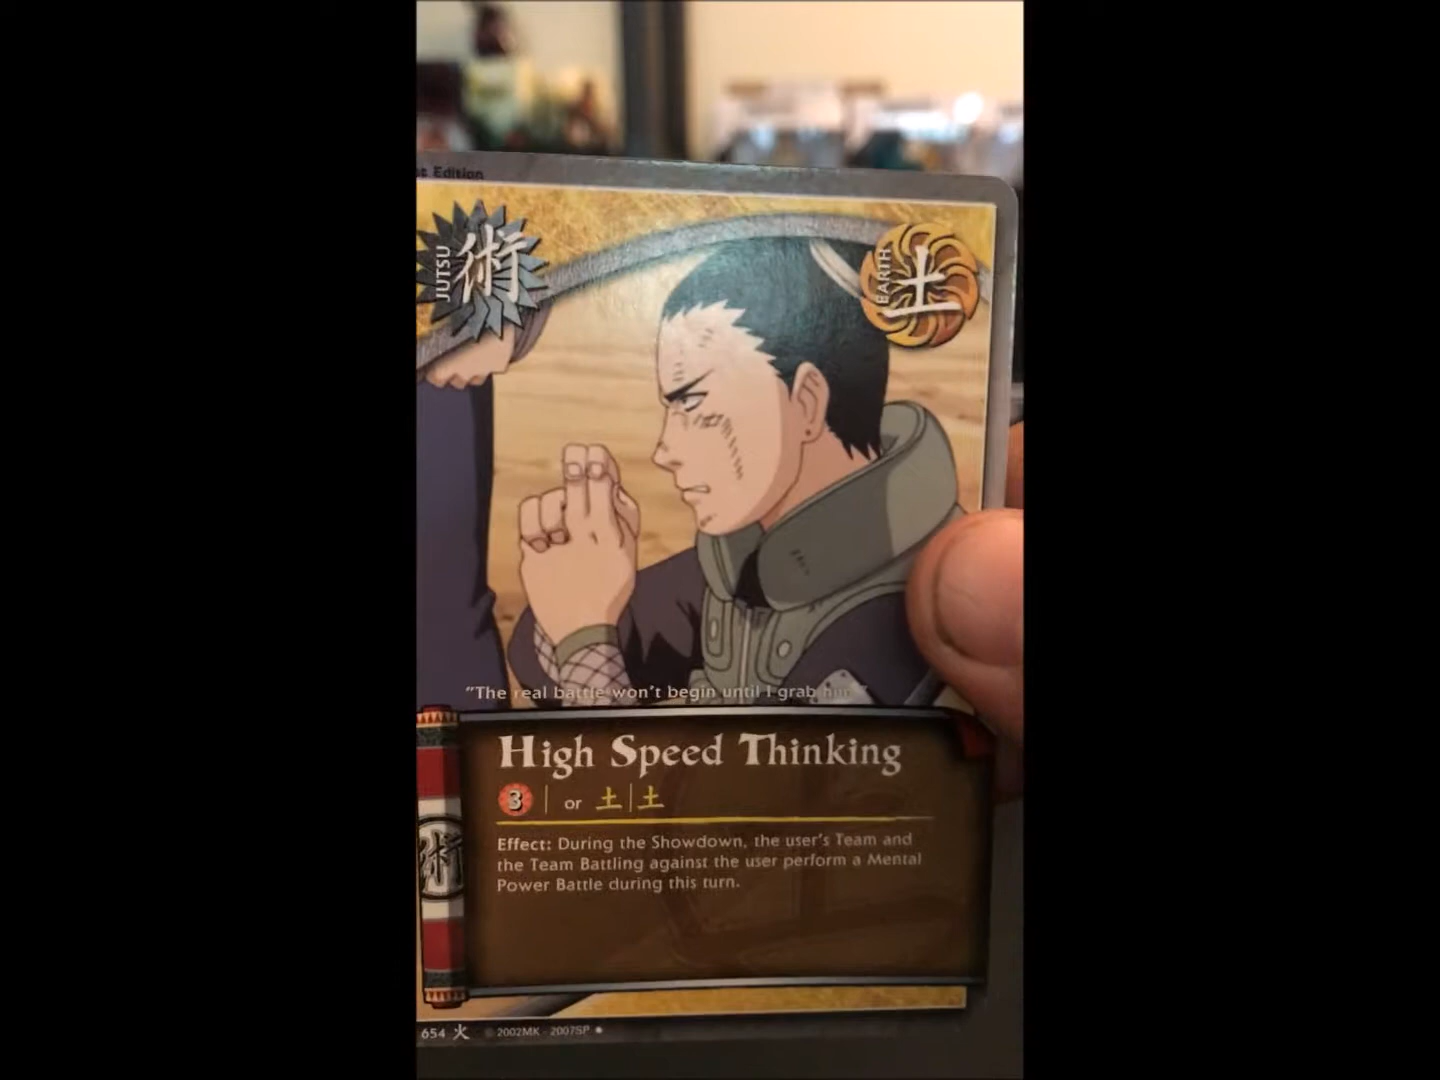 Edition
JUTSU
術
EARTH
土
"The real battle won't begin until I grab him."
High Speed Thinking
3 | or 土|土
Effect: During the Showdown, the user's Team and
the Team Battling against the user perform a Mental
Power Battle during this turn.
術
654 火 © 2002MK - 2007SP